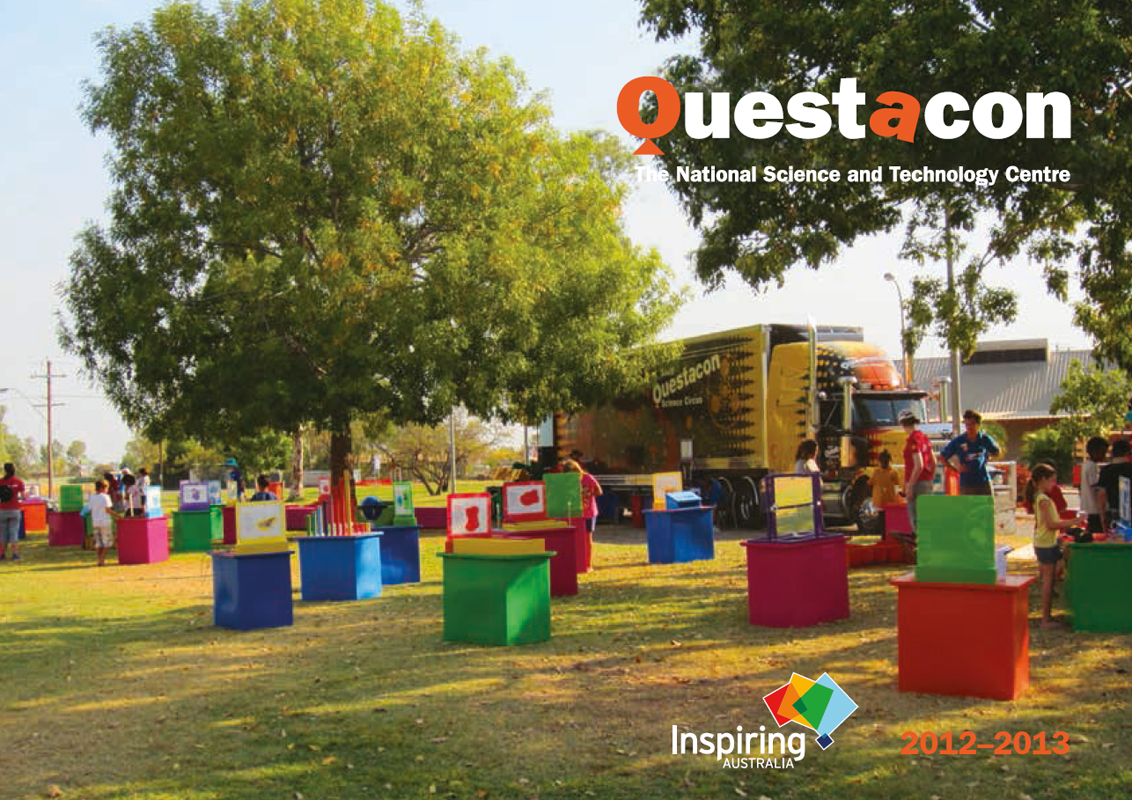 Questacon
The National Science and Technology Centre
Questacon
Science Circus
Inspiring
AUSTRALIA
2012–2013